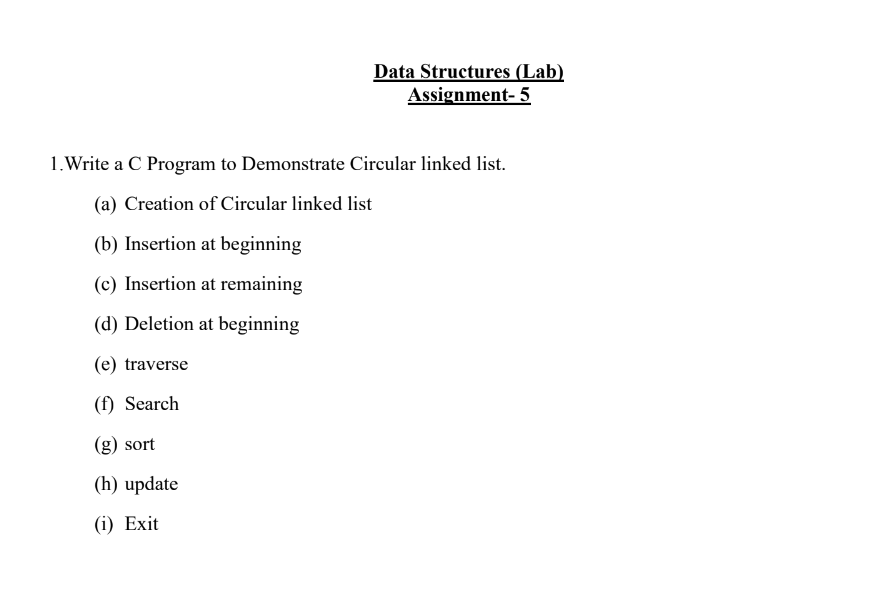 Data Structures (Lab)
Assignment- 5
1.Write a C Program to Demonstrate Circular linked list.
(a) Creation of Circular linked list
(b) Insertion at beginning
(c) Insertion at remaining
(d) Deletion at beginning
(e) traverse
(f) Search
(g) sort
(h) update
(i) Exit